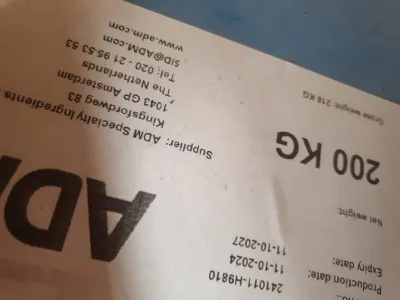 241011-H9810
Production date: 11-10-2024
Expiry date: 11-10-2027
Net weight:
200 KG
Gross weight: 218 KG
ADM
Supplier: ADM Specialty Ingredients
Kingsfordweg 83
, 1043 GP Amsterdam
The Netherlands
Tel: 020 - 21 95 53 53
SID@ADM.com
www.adm.com